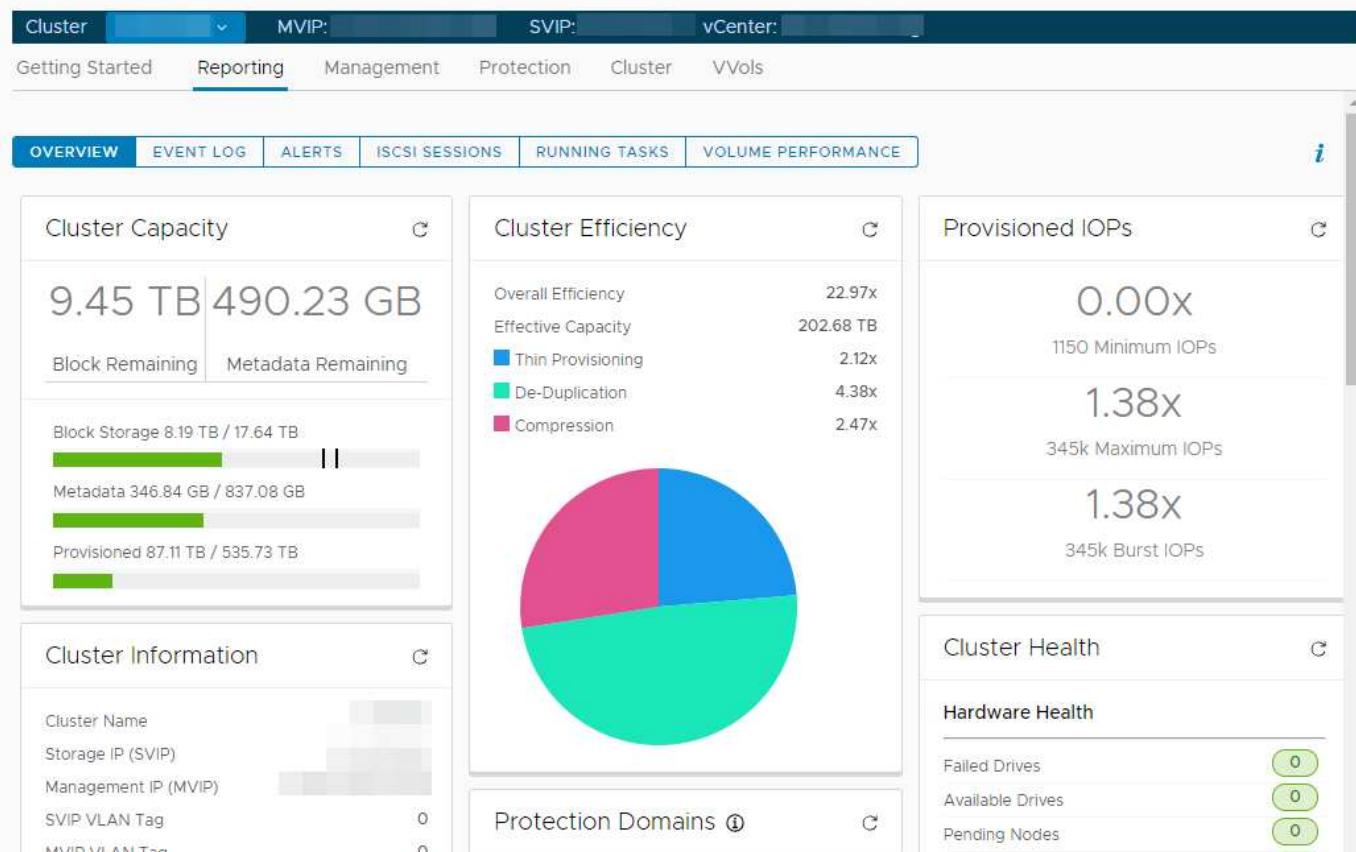 Cluster MVIP: SVIP: vCenter:
Getting Started Reporting Management Protection Cluster VVols
OVERVIEW EVENT LOG ALERTS ISCSI SESSIONS RUNNING TASKS VOLUME PERFORMANCE i
Cluster Capacity
9.45 TB 490.23 GB
Block Remaining Metadata Remaining
Block Storage 8.19 TB / 17.64 TB
Metadata 346.84 GB / 837.08 GB
Provisioned 87.11 TB / 535.73 TB
Cluster Efficiency
Overall Efficiency 22.97x
Effective Capacity 202.68 TB
Thin Provisioning 2.12x
De-Duplication 4.38x
Compression 2.47x
Provisioned IOPs
0.00x
1150 Minimum IOPs
1.38x
345k Maximum IOPs
1.38x
345k Burst IOPs
Cluster Information
Cluster Name
Storage IP (SVIP)
Management IP (MVIP)
SVIP VLAN Tag 0
MVIP VLAN Tag 0
Protection Domains
Cluster Health
Hardware Health
Failed Drives 0
Available Drives 0
Pending Nodes 0